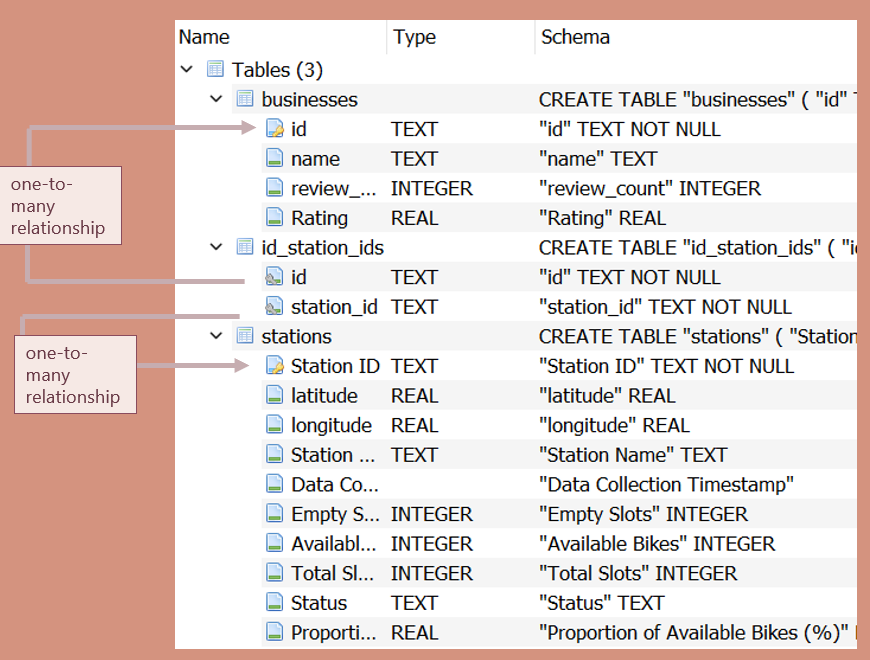 Name Type Schema
Tables (3)
businesses CREATE TABLE "businesses" ( "id"
id TEXT "id" TEXT NOT NULL
name TEXT "name" TEXT
review_... INTEGER "review_count" INTEGER
Rating REAL "Rating" REAL
id_station_ids CREATE TABLE "id_station_ids" (
id TEXT "id" TEXT NOT NULL
station_id TEXT "station_id" TEXT NOT NULL
stations CREATE TABLE "stations" ( "Station
Station ID TEXT "Station ID" TEXT NOT NULL
latitude REAL "latitude" REAL
longitude REAL "longitude" REAL
Station ... TEXT "Station Name" TEXT
Data Co... "Data Collection Timestamp"
Empty S... INTEGER "Empty Slots" INTEGER
Availabl... INTEGER "Available Bikes" INTEGER
Total Sl... INTEGER "Total Slots" INTEGER
Status TEXT "Status" TEXT
Proporti... REAL "Proportion of Available Bikes (%)"
one-to-
many
relationship
one-to-
many
relationship